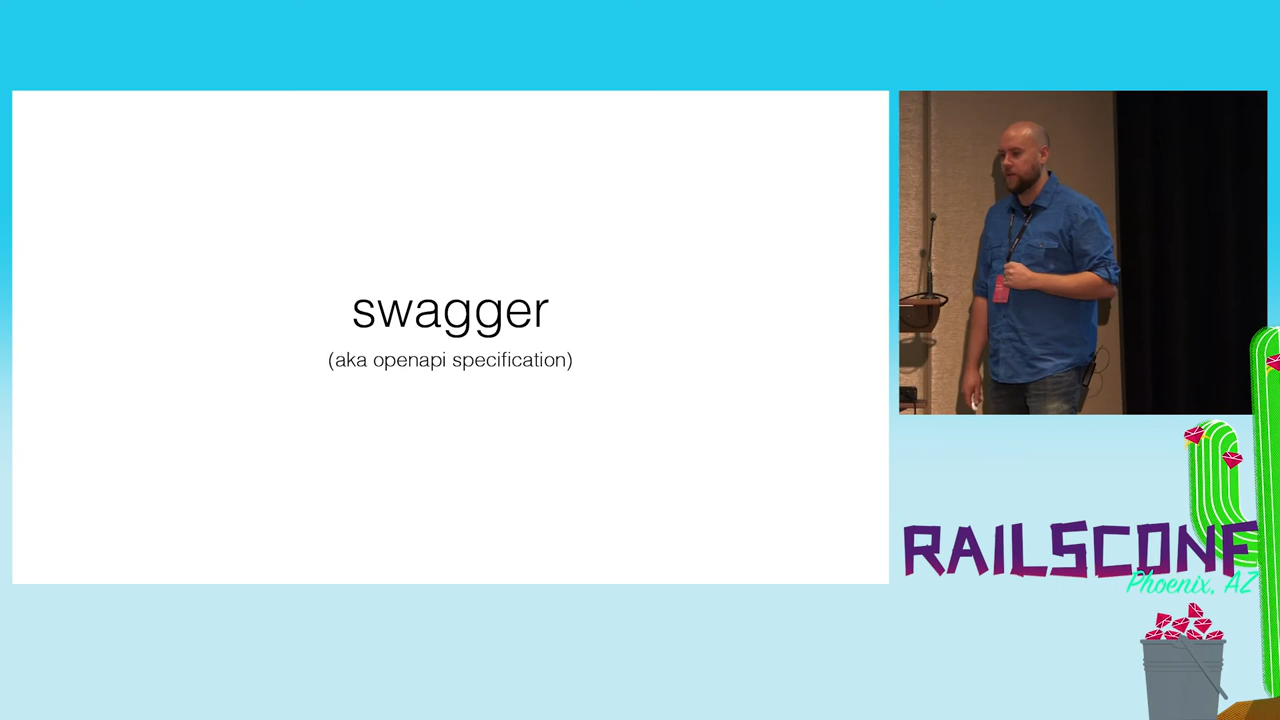 swagger
(aka openapi specification)
RAILSCONF
Phoenix, AZ